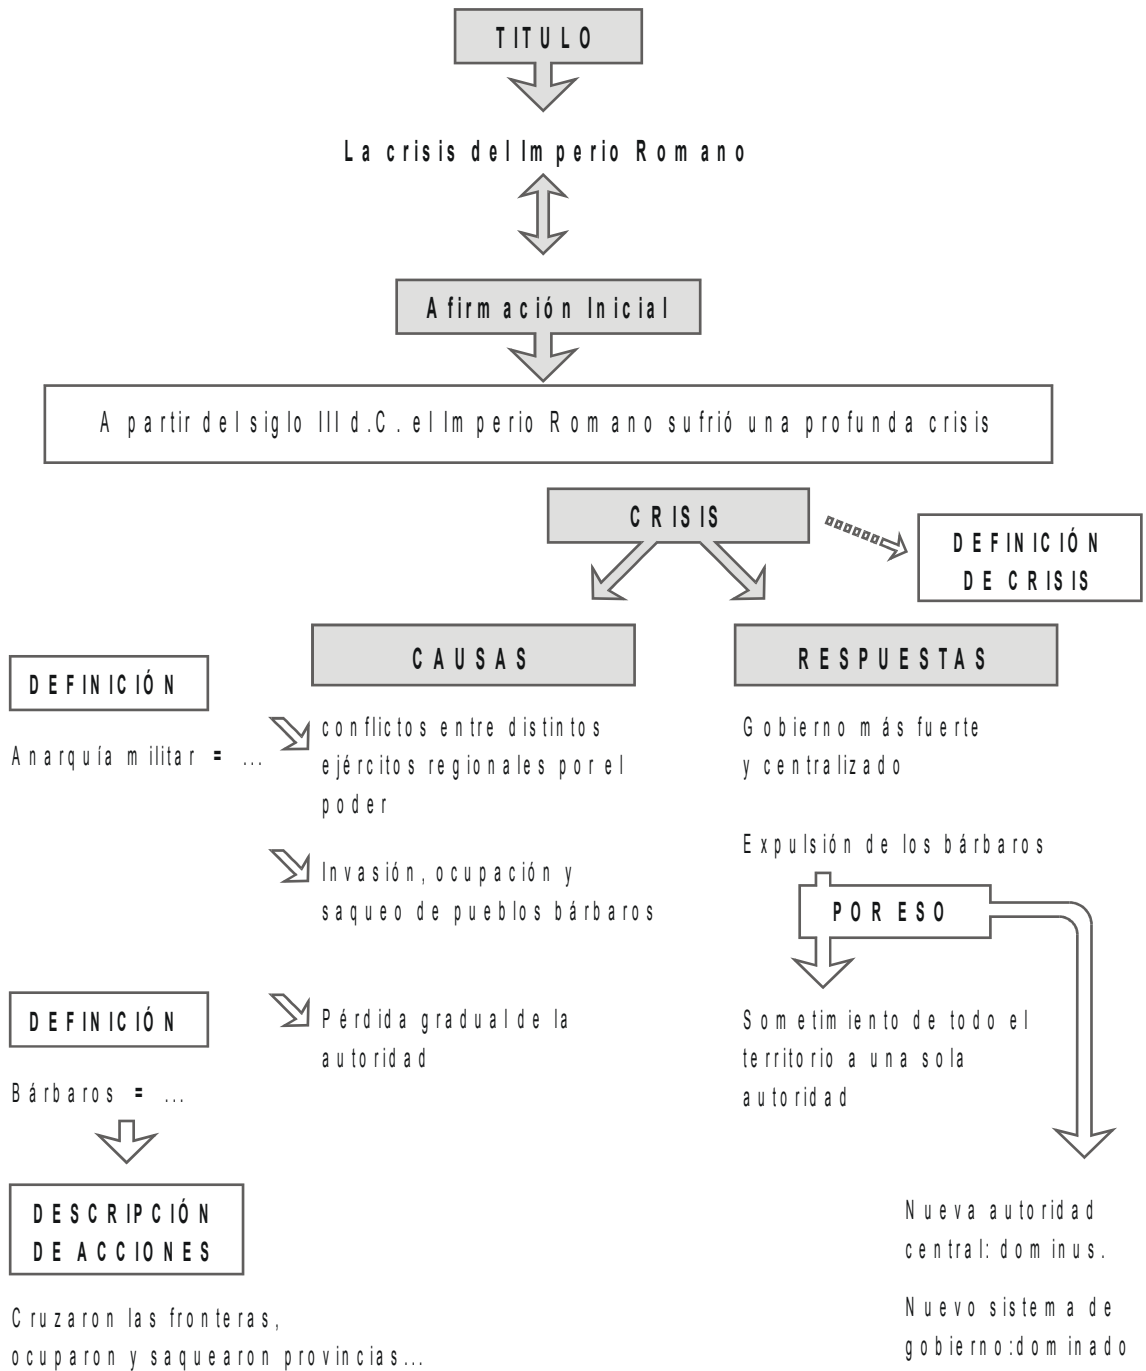 TITULO
La crisis del Imperio Romano
Afirmación Inicial
A partir del siglo III d.C. el Imperio Romano sufrió una profunda crisis
CRISIS
DEFINICIÓN
DE CRISIS
CAUSAS
RESPUESTAS
DEFINICIÓN
Anarquía militar = ...
conflictos entre distintos
ejércitos regionales por el
poder
Invasión, ocupación y
saqueo de pueblos bárbaros
Pérdida gradual de la
autoridad
DEFINICIÓN
Bárbaros = ...
DESCRIPCIÓN
DE ACCIONES
Cruzaron las fronteras,
ocuparon y saquearon provincias...
Gobierno más fuerte
y centralizado
Expulsión de los bárbaros
POR ESO
Sometimiento de todo el
territorio a una sola
autoridad
Nueva autoridad
central: dominus.
Nuevo sistema de
gobierno:dominado